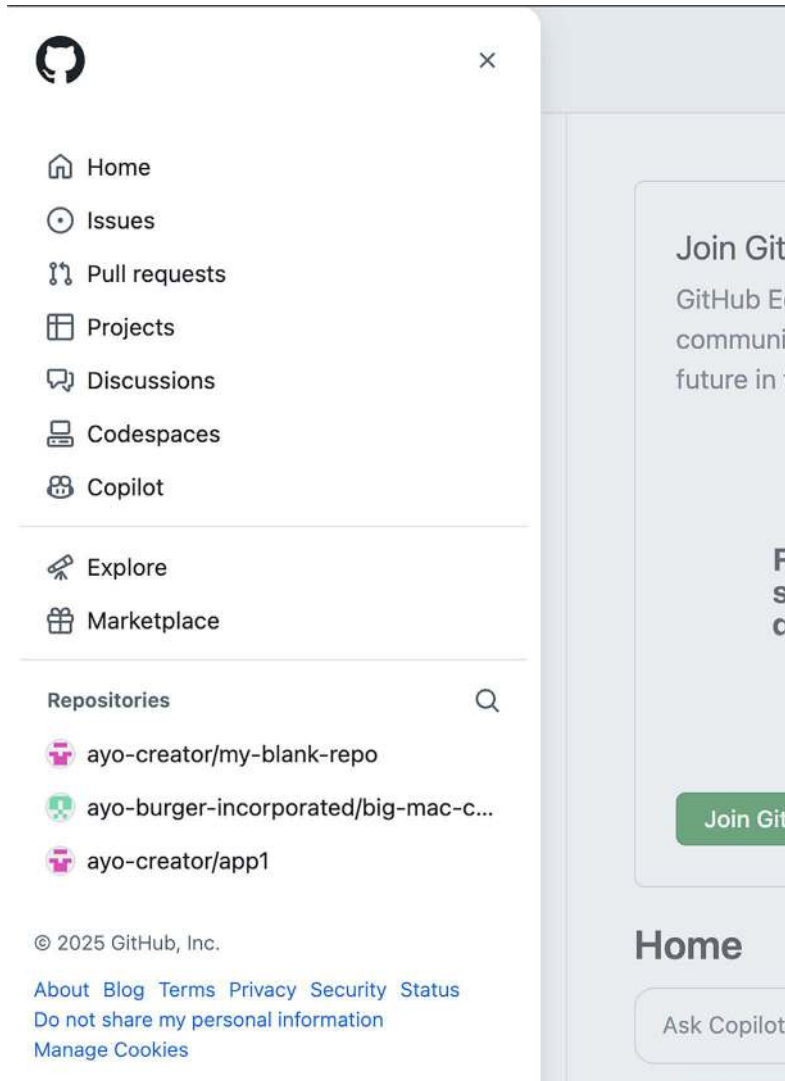 Home
Issues
Pull requests
Projects
Discussions
Codespaces
Copilot
Explore
Marketplace
Repositories
ayo-creator/my-blank-repo
ayo-burger-incorporated/big-mac-c...
ayo-creator/app1
© 2025 GitHub, Inc.
About Blog Terms Privacy Security Status
Do not share my personal information
Manage Cookies
Join Git
GitHub E
communi
future in
Join Git
Home
Ask Copilot